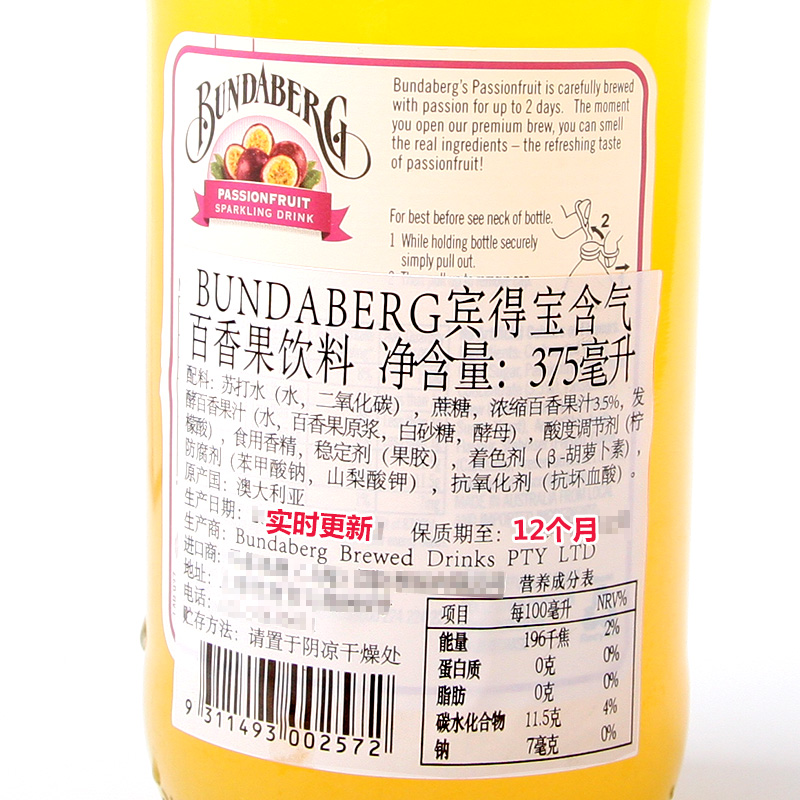 BUNDABERG
PASSIONFRUIT
SPARKLING DRINK
Bundaberg's Passionfruit is carefully brewed
with passion for up to 2 days. The moment
you open our premium brew, you can smell
the real ingredients – the refreshing taste
of passionfruit!
For best before see neck of bottle.
1 While holding bottle securely
simply pull out.
2
BUNDABERG宾得宝含气
百香果饮料 净含量：375毫升
配料：苏打水（水，二氧化碳），蔗糖，浓缩百香果汁3.5%，发
酵百香果汁（水，百香果原浆，白砂糖，酵母），酸度调节剂（柠
檬酸），食用香精，稳定剂（果胶），着色剂（β-胡萝卜素），
防腐剂（苯甲酸钠，山梨酸钾），抗氧化剂（抗坏血酸）。
原产国：澳大利亚
生产日期：实时更新 保质期至：12个月
生产商：Bundaberg Brewed Drinks PTY LTD
进口商：
地址：
电话：
贮存方法：请置于阴凉干燥处
营养成分表
项目 每100毫升 NRV%
能量 196千焦 2%
蛋白质 0克 0%
脂肪 0克 0%
碳水化合物 11.5克 4%
钠 7毫克 0%
9 311493 002572